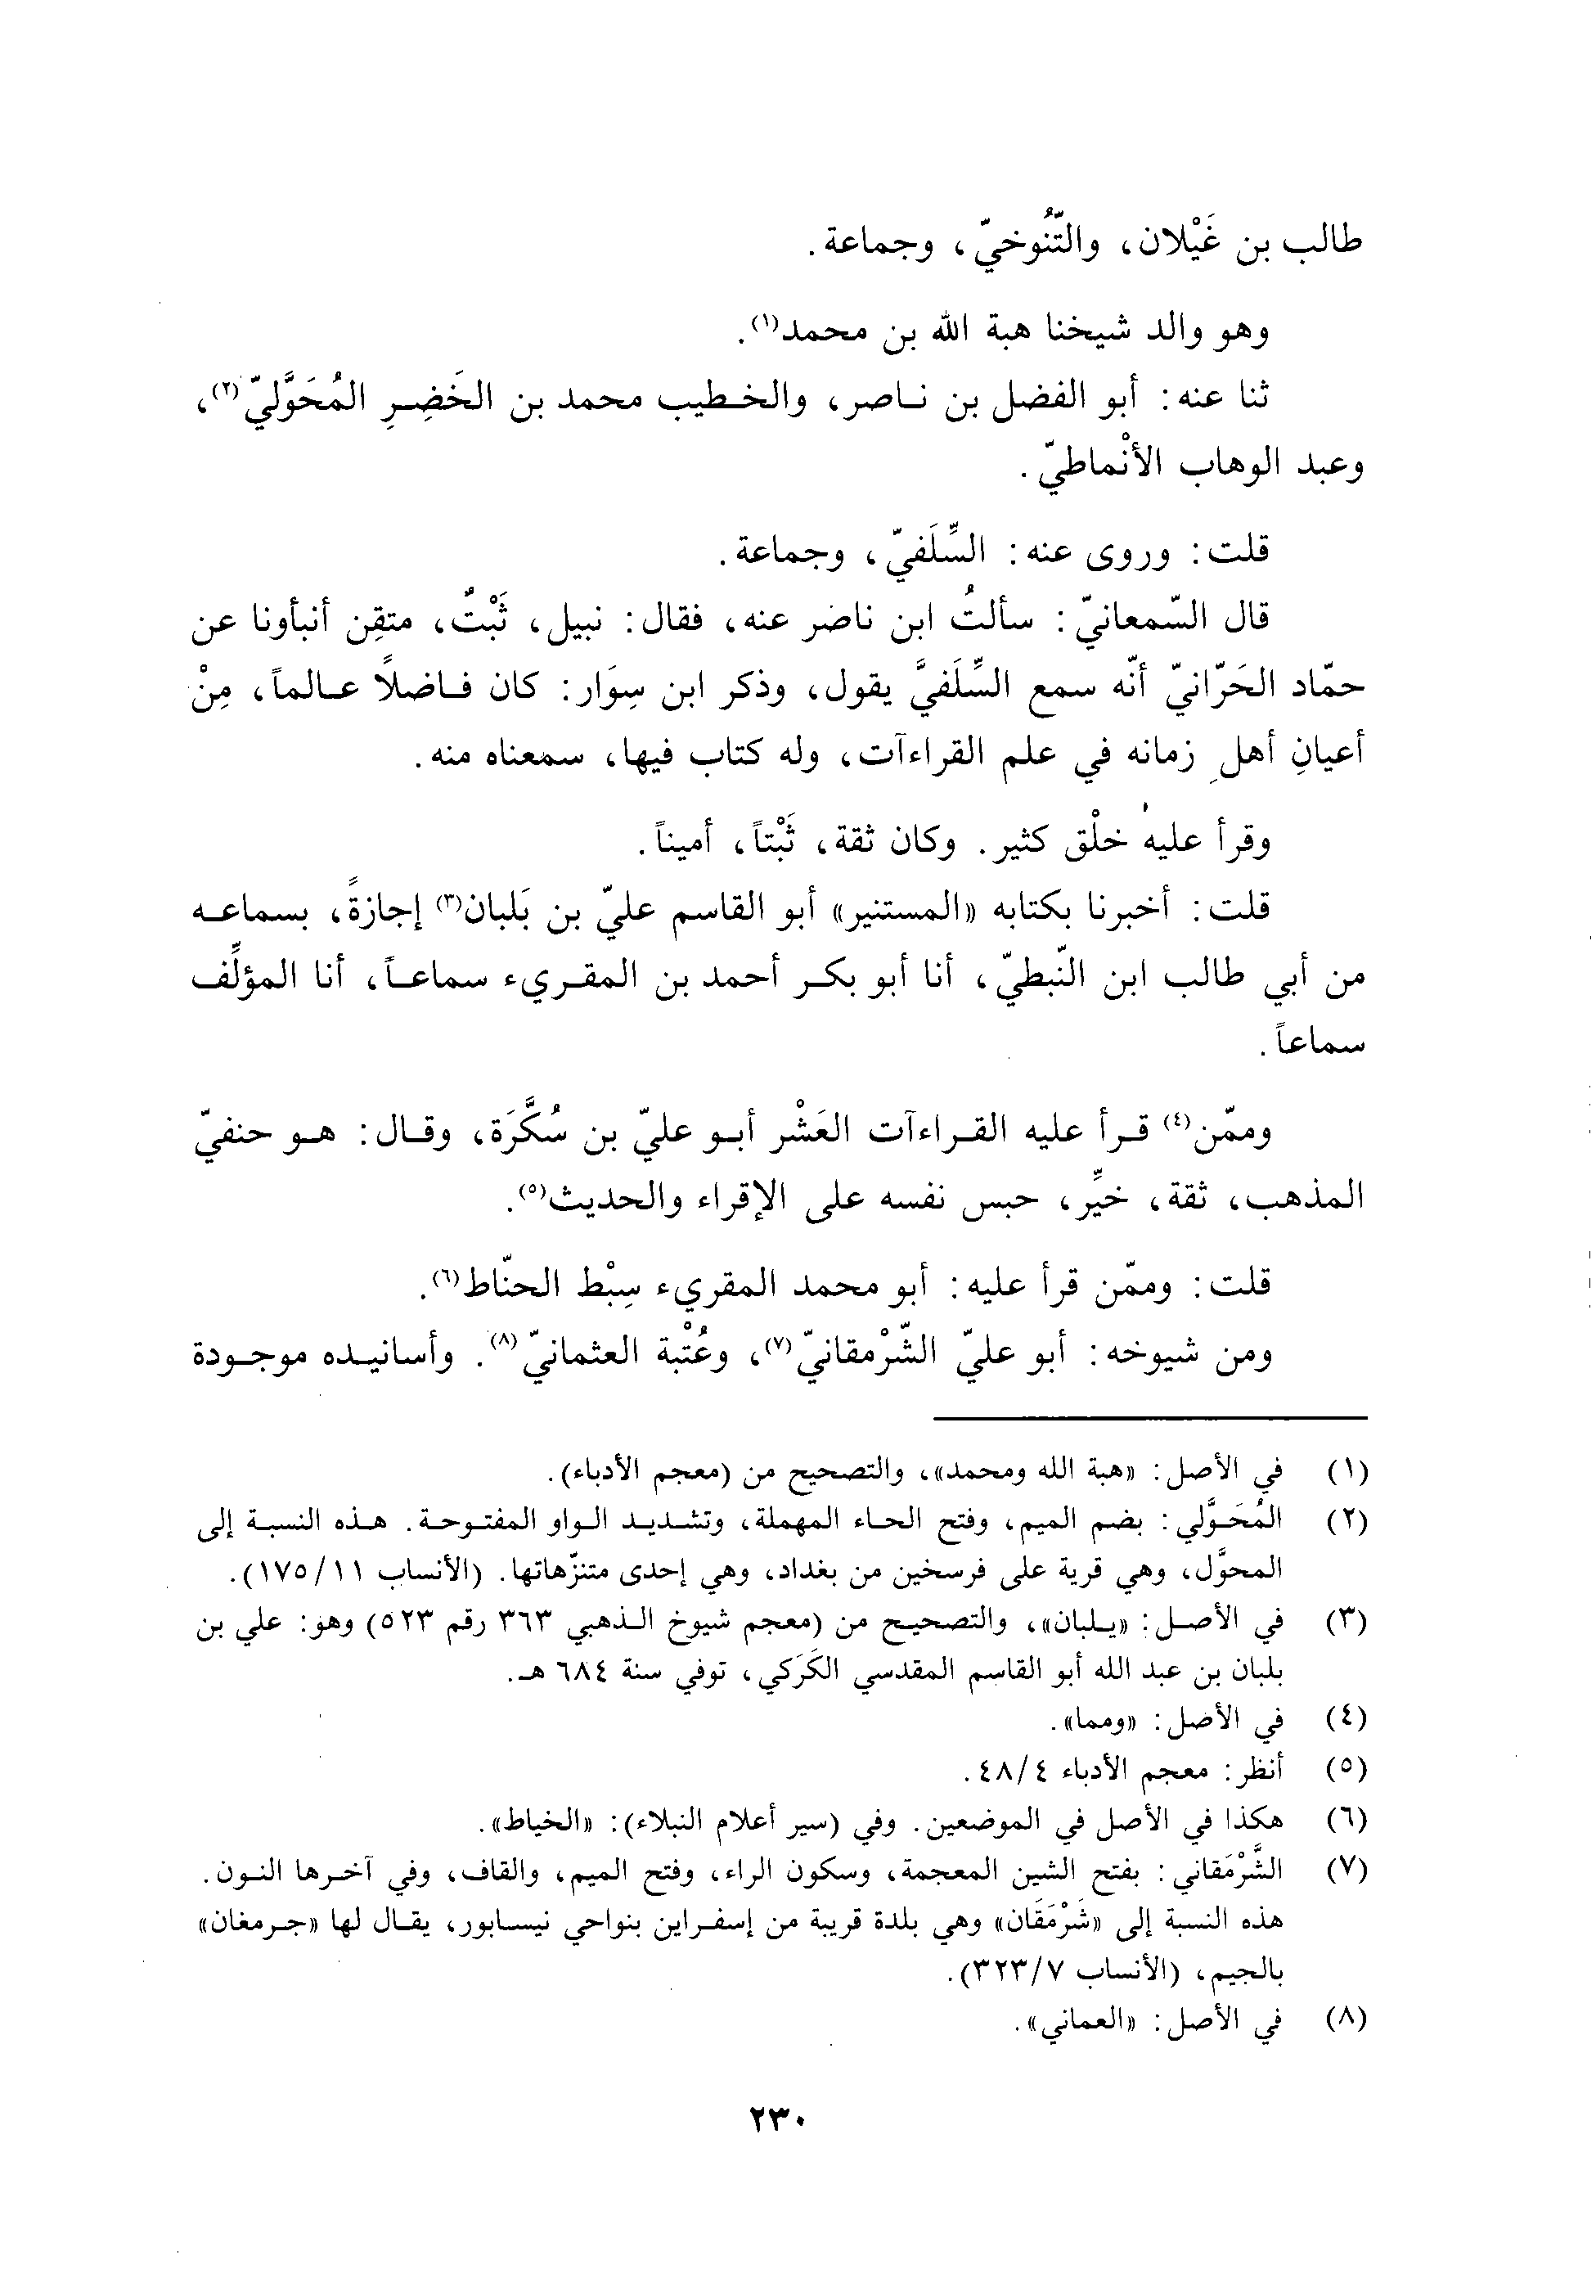 طالب بن غَيْلان، والتَّنُوخيّ، وجماعة.
وهو والد شيخنا هبة الله بن محمد(١).
ثنا عنه: أبو الفضل بن ناصر، والخطيب محمد بن الخَضِرِ المُحَوَّليّ(٢)،
وعبد الوهاب الأنْماطيّ.
قلت: وروى عنه: السِّلَفيّ، وجماعة.
قال السّمعانيّ: سألتُ ابن ناصر عنه، فقال: نبيل، ثَبْتٌ، متقِن أنبأونا عن
حمّاد الحَرّانيّ أنّه سمع السِّلَفيَّ يقول، وذكر ابن سِوَار: كان فاضلاً عالماً، مِنْ
أعيانِ أهلِ زمانه في علم القراءآت، وله كتاب فيها، سمعناه منه.
وقرأ عليه خلْق كثير. وكان ثقة، ثَبْتاً، أميناً.
قلت: أخبرنا بكتابه «المستنير» أبو القاسم عليّ بن بَلبان(٣) إجازةً، بسماعه
من أبي طالب ابن النّبطيّ، أنا أبو بكر أحمد بن المقريء سماعاً، أنا المؤلِّف
سماعاً.
وممّن(٤) قرأ عليه القراءآت العَشْر أبو عليّ بن سُكَّرَة، وقال: هو حنفيّ
المذهب، ثقة، خيِّر، حبس نفسه على الإقراء والحديث(٥).
قلت: وممّن قرأ عليه: أبو محمد المقريء سِبْط الحنّاط(٦).
ومن شيوخه: أبو عليّ الشّرْمقانيّ(٧)، وعُتْبة العثمانيّ(٨). وأسانيده موجودة
(١) في الأصل: «هبة الله ومحمد»، والتصحيح من (معجم الأدباء).
(٢) المُحَوَّلي: بضم الميم، وفتح الحاء المهملة، وتشديد الواو المفتوحة. هذه النسبة إلى
المحوَّل، وهي قرية على فرسخين من بغداد، وهي إحدى متنزّهاتها. (الأنساب ١١/١٧٥).
(٣) في الأصل: «يلبان»، والتصحيح من (معجم شيوخ الذهبي ٣٦٣ رقم ٥٢٣) وهو: علي بن
بلبان بن عبد الله أبو القاسم المقدسي الكَرَكي، توفي سنة ٦٨٤ هـ.
(٤) في الأصل: «ومما».
(٥) أنظر: معجم الأدباء ٤/٤٨.
(٦) هكذا في الأصل في الموضعين. وفي (سير أعلام النبلاء): «الخياط».
(٧) الشَّرْمَقاني: بفتح الشين المعجمة، وسكون الراء، وفتح الميم، والقاف، وفي آخرها النون.
هذه النسبة إلى «شَرْمَقَان» وهي بلدة قريبة من إسفراين بنواحي نيسابور، يقال لها «جرمغان»
بالجيم، (الأنساب ٧/٣٢٣).
(٨) في الأصل: «العماني».
٢٣٠